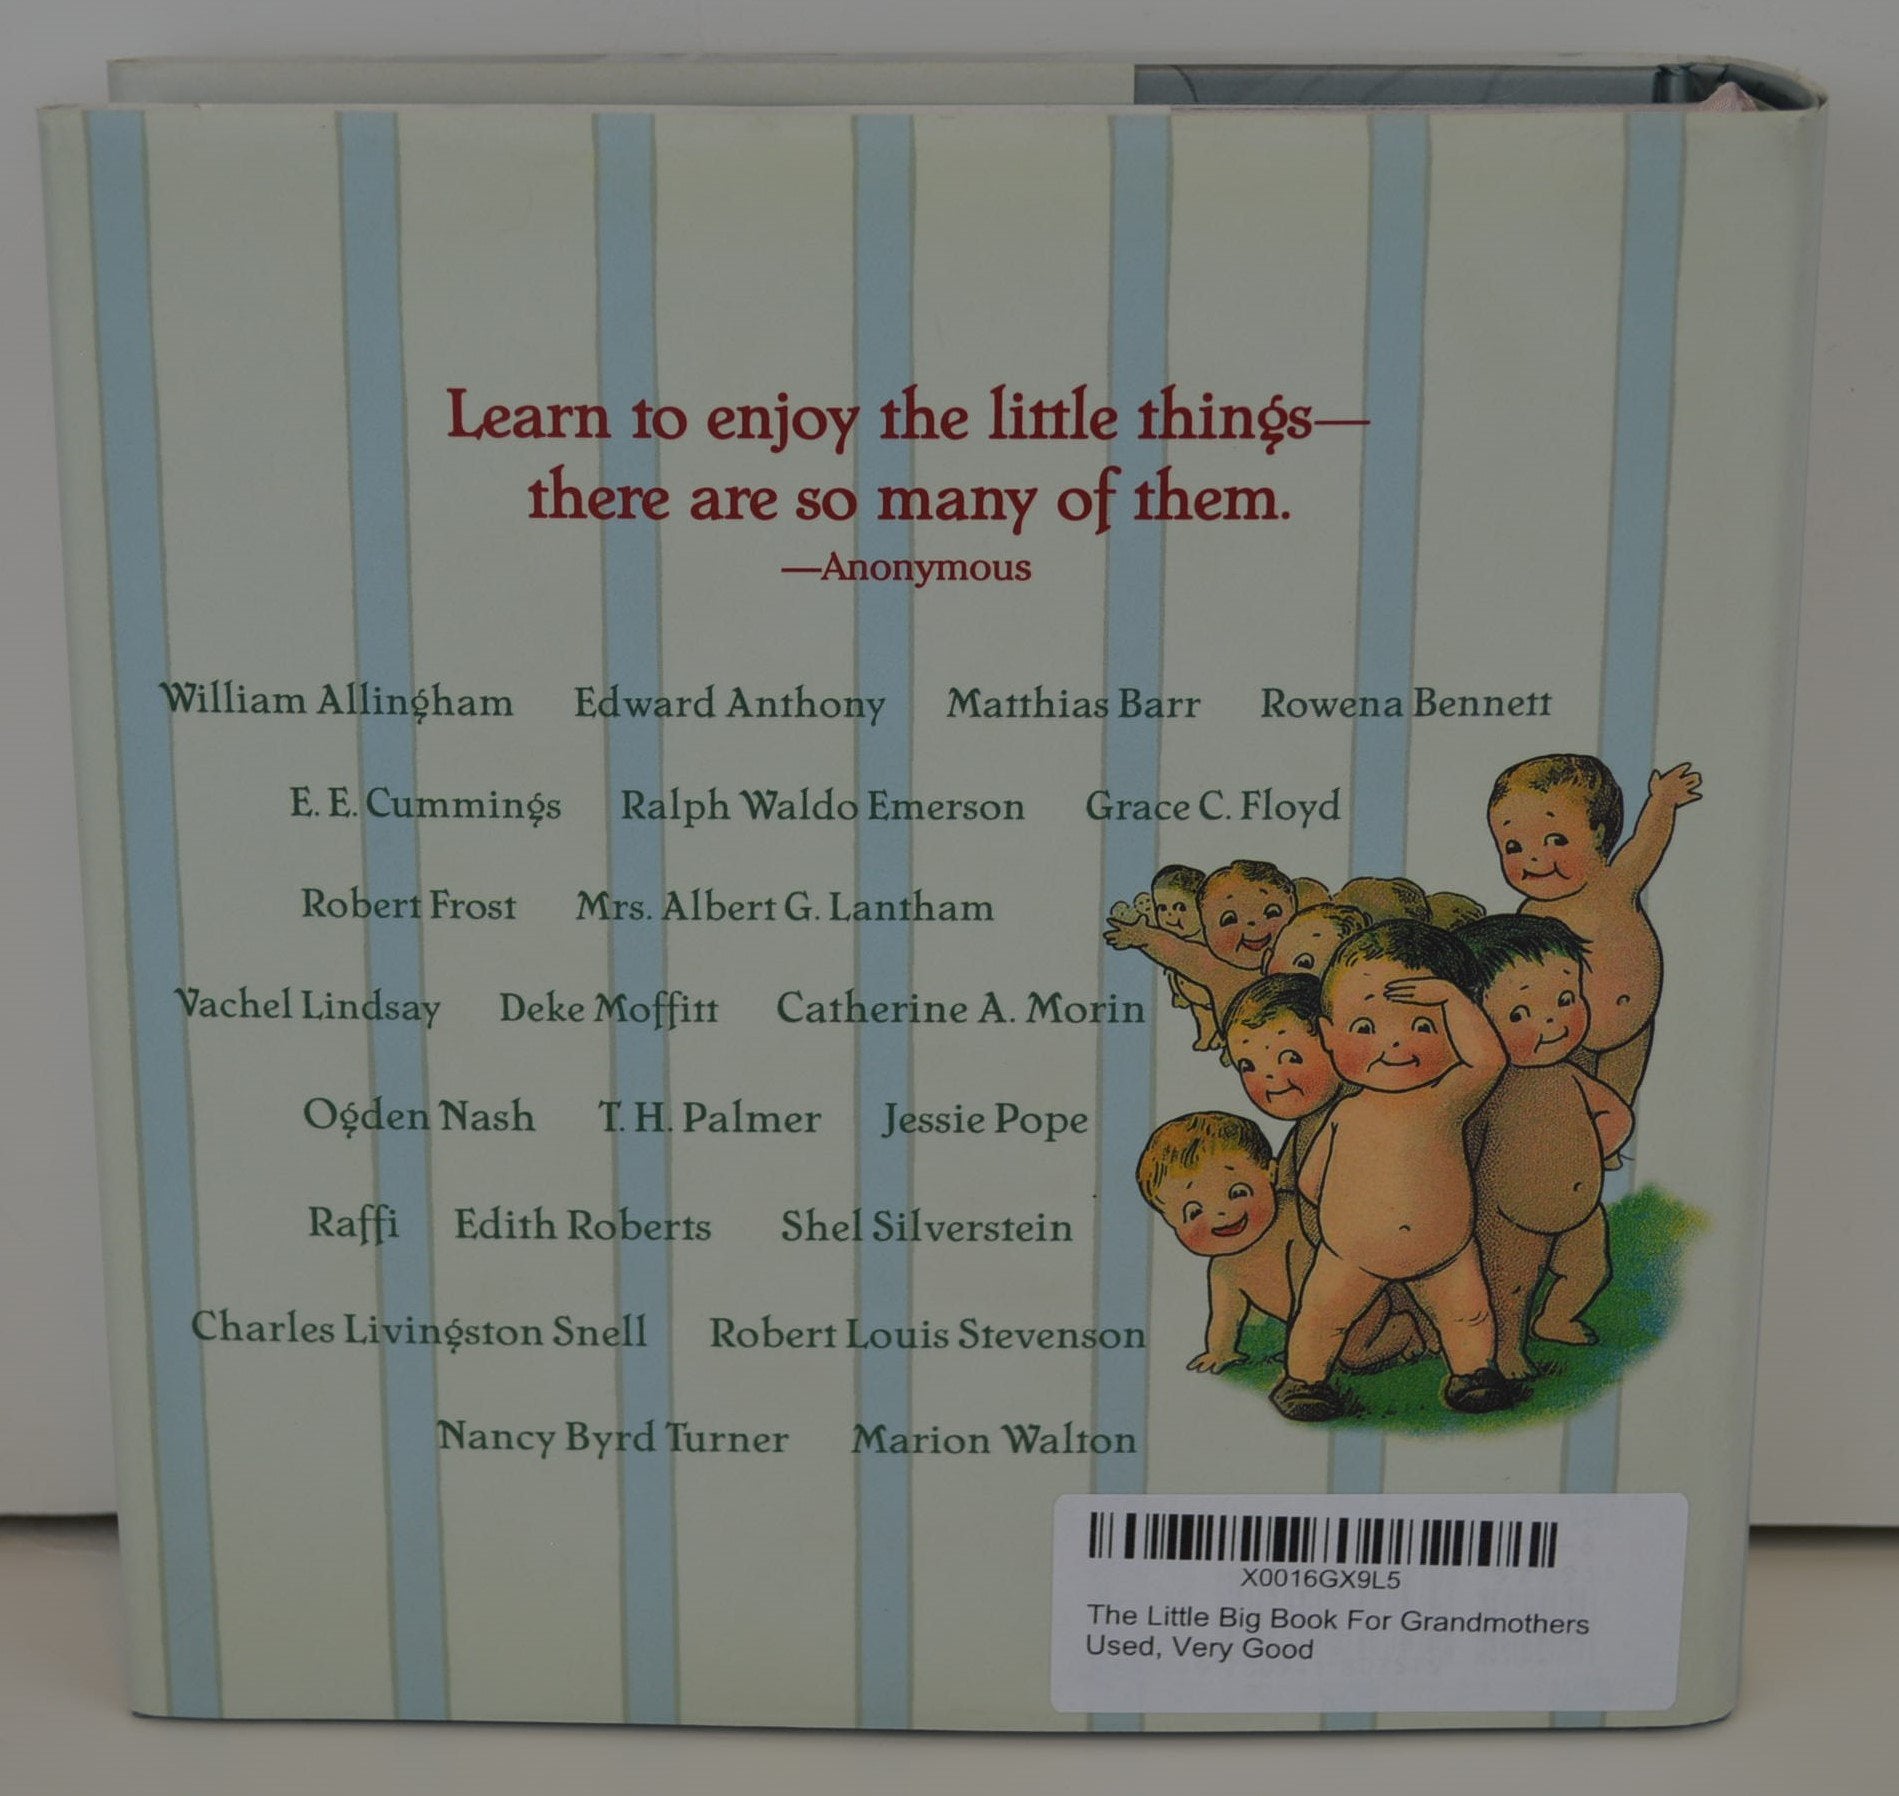 Learn to enjoy the little things—
there are so many of them.
—Anonymous
William Allingham Edward Anthony Matthias Barr Rowena Bennett
E. E. Cummings Ralph Waldo Emerson Grace C. Floyd
Robert Frost Mrs. Albert G. Lantham
Vachel Lindsay Deke Moffitt Catherine A. Morin
Ogden Nash T. H. Palmer Jessie Pope
Raffi Edith Roberts Shel Silverstein
Charles Livingston Snell Robert Louis Stevenson
Nancy Byrd Turner Marion Walton
X0016GX9L5
The Little Big Book For Grandmothers
Used, Very Good